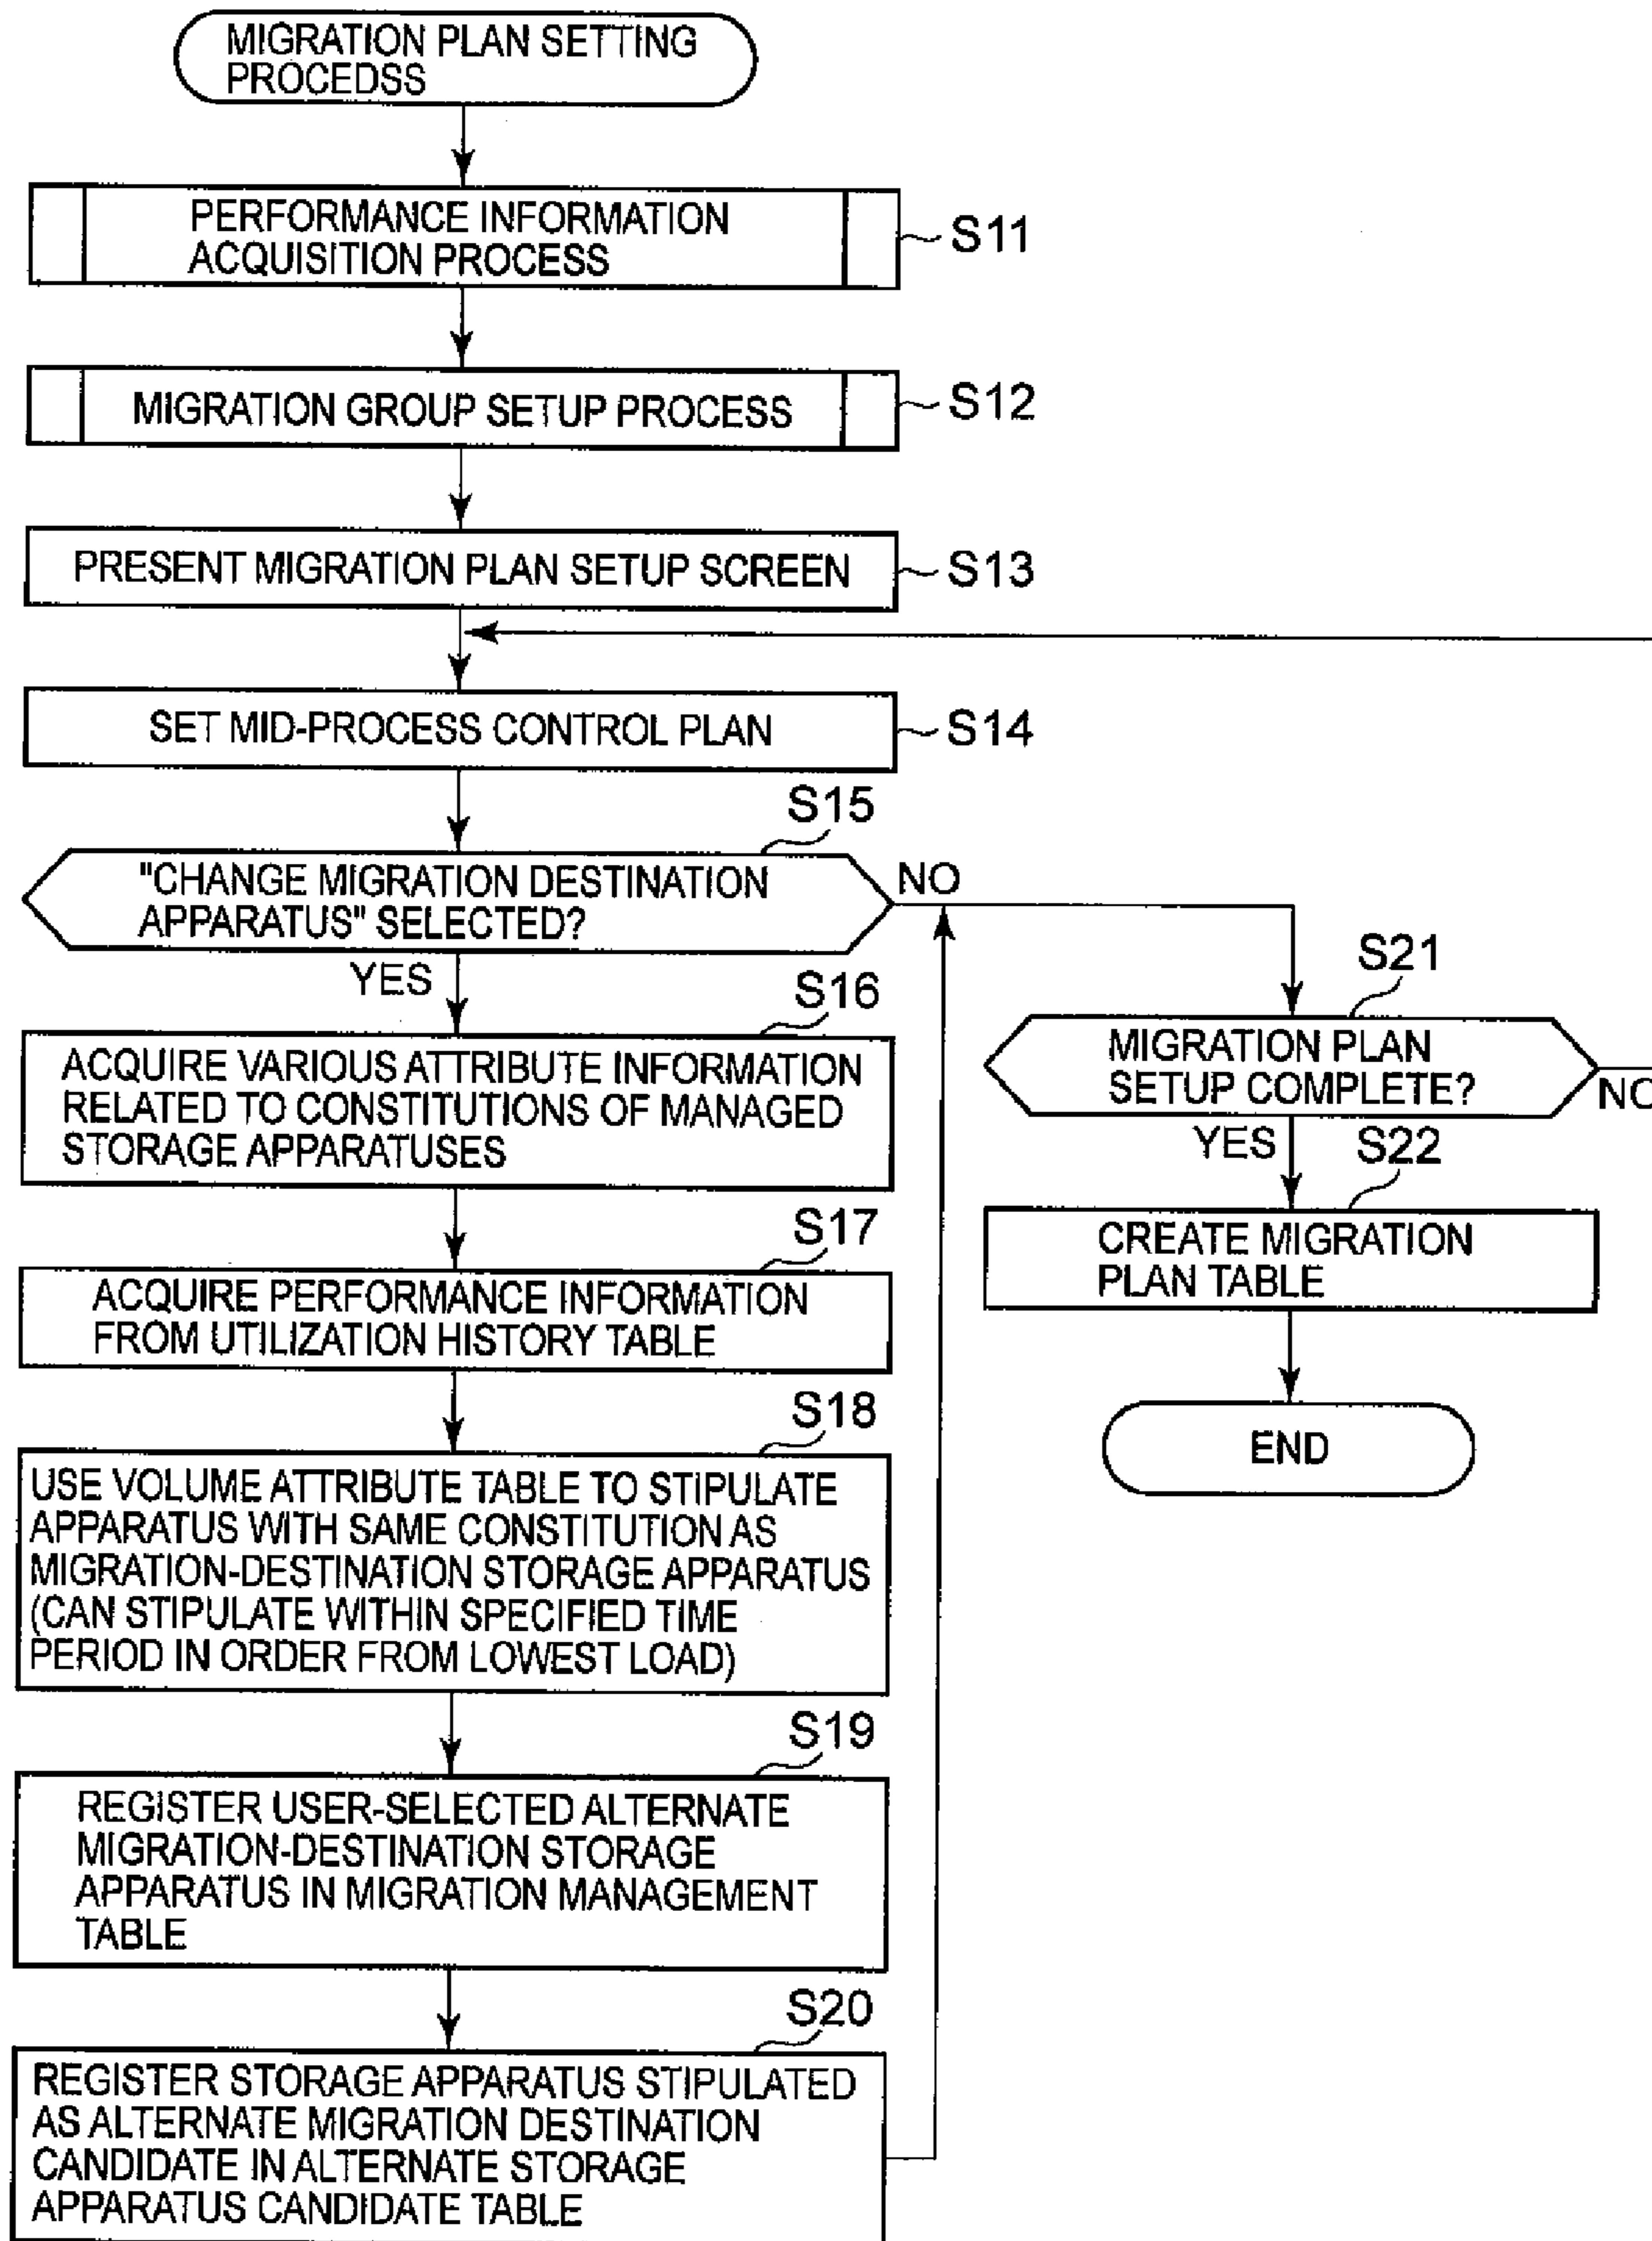 MIGRATION PLAN SETTING
PROCEDSS
PERFORMANCE INFORMATION
ACQUISITION PROCESS
S11
MIGRATION GROUP SETUP PROCESS
S12
PRESENT MIGRATION PLAN SETUP SCREEN
S13
SET MID-PROCESS CONTROL PLAN
S14
S15
"CHANGE MIGRATION DESTINATION
APPARATUS" SELECTED?
NO
YES
S16
ACQUIRE VARIOUS ATTRIBUTE INFORMATION
RELATED TO CONSTITUTIONS OF MANAGED
STORAGE APPARATUSES
S17
ACQUIRE PERFORMANCE INFORMATION
FROM UTILIZATION HISTORY TABLE
S18
USE VOLUME ATTRIBUTE TABLE TO STIPULATE
APPARATUS WITH SAME CONSTITUTION AS
MIGRATION-DESTINATION STORAGE APPARATUS
(CAN STIPULATE WITHIN SPECIFIED TIME
PERIOD IN ORDER FROM LOWEST LOAD)
S19
REGISTER USER-SELECTED ALTERNATE
MIGRATION-DESTINATION STORAGE
APPARATUS IN MIGRATION MANAGEMENT
TABLE
S20
REGISTER STORAGE APPARATUS STIPULATED
AS ALTERNATE MIGRATION DESTINATION
CANDIDATE IN ALTERNATE STORAGE
APPARATUS CANDIDATE TABLE
S21
MIGRATION PLAN
SETUP COMPLETE?
NO
YES
S22
CREATE MIGRATION
PLAN TABLE
END